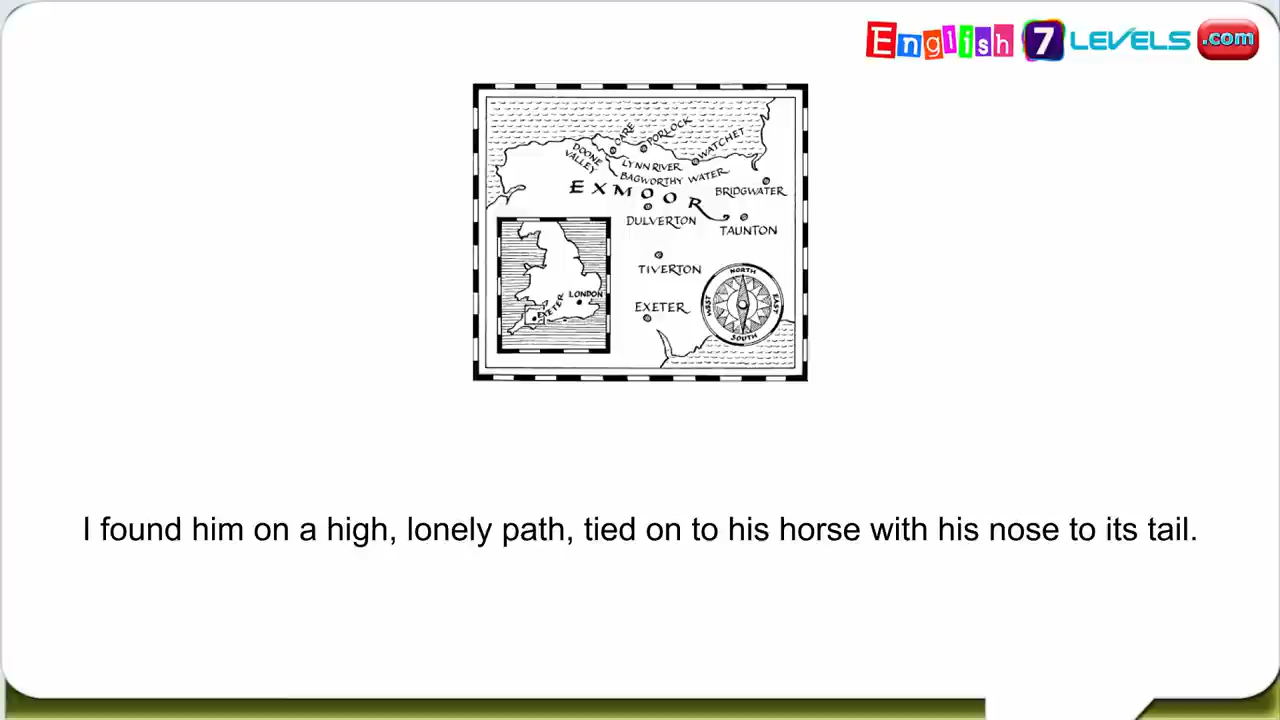 English 7 LEVELS .com
OARE
PORLOCK
WATCHET
DOONE
VALLEY
LYNN RIVER
BAGWORTHY WATER
EXMOOR
BRIDGWATER
DULVERTON
TAUNTON
TIVERTON
LONDON
EXETER
EXETER
NORTH
WEST
EAST
SOUTH
I found him on a high, lonely path, tied on to his horse with his nose to its tail.